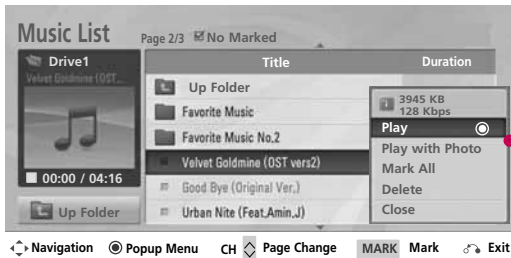 Music List
Page 2/3 No Marked
Drive1
Velvet Goldmine (OST...
00:00 / 04:16
Up Folder
Title Duration
Up Folder
Favorite Music
Favorite Music No.2
Velvet Goldmine (OST vers2)
Good Bye (Original Ver.)
Urban Nite (Feat.Amin.J)
3945 KB
128 Kbps
Play
Play with Photo
Mark All
Delete
Close
Navigation Popup Menu CH Page Change MARK Mark Exit